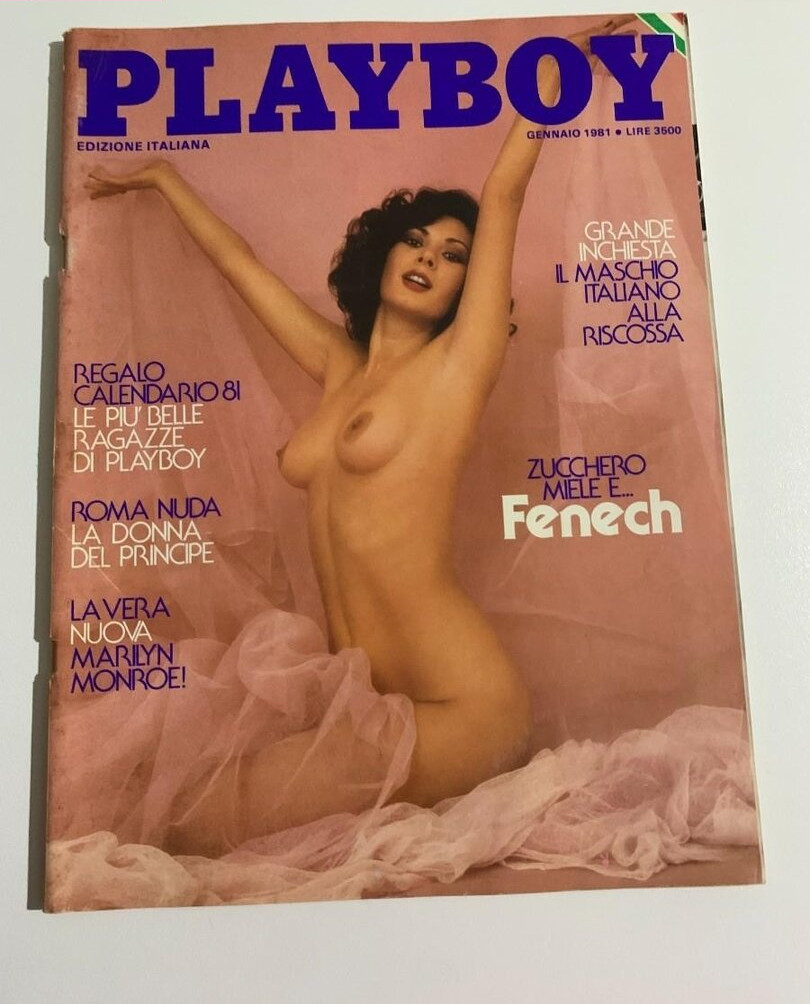 PLAYBOY
EDIZIONE ITALIANA
GENNAIO 1981 • LIRE 3500
GRANDE
INCHIESTA
IL MASCHIO
ITALIANO
ALLA
RISCOSSA
REGALO
CALENDARIO 81
LE PIU' BELLE
RAGAZZE
DI PLAYBOY
ZUCCHERO
MIELE E...
Fenech
ROMA NUDA
LA DONNA
DEL PRINCIPE
LA VERA
NUOVA
MARILYN
MONROE!